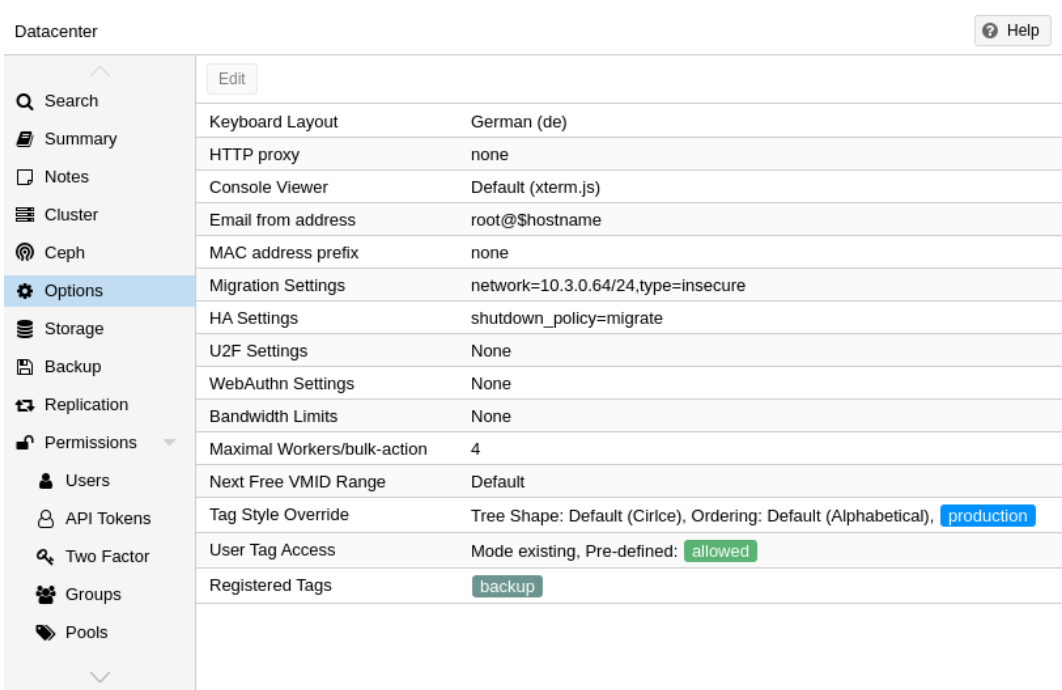 Datacenter
Help
Search
Summary
Notes
Cluster
Ceph
Options
Storage
Backup
Replication
Permissions
Users
API Tokens
Two Factor
Groups
Pools
Edit
Keyboard Layout German (de)
HTTP proxy none
Console Viewer Default (xterm.js)
Email from address root@$hostname
MAC address prefix none
Migration Settings network=10.3.0.64/24,type=insecure
HA Settings shutdown_policy=migrate
U2F Settings None
WebAuthn Settings None
Bandwidth Limits None
Maximal Workers/bulk-action 4
Next Free VMID Range Default
Tag Style Override Tree Shape: Default (Cirlce), Ordering: Default (Alphabetical), production
User Tag Access Mode existing, Pre-defined: allowed
Registered Tags backup